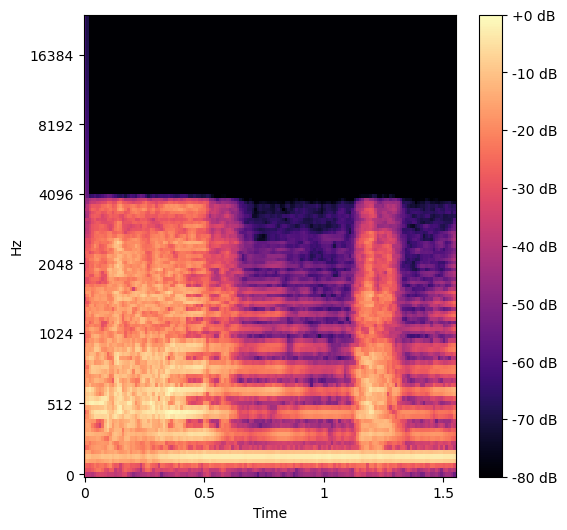 +0 dB
16384
-10 dB
8192
-20 dB
4096
-30 dB
Hz
-40 dB
2048
-50 dB
1024
-60 dB
512
-70 dB
0
-80 dB
0 0.5 1 1.5
Time